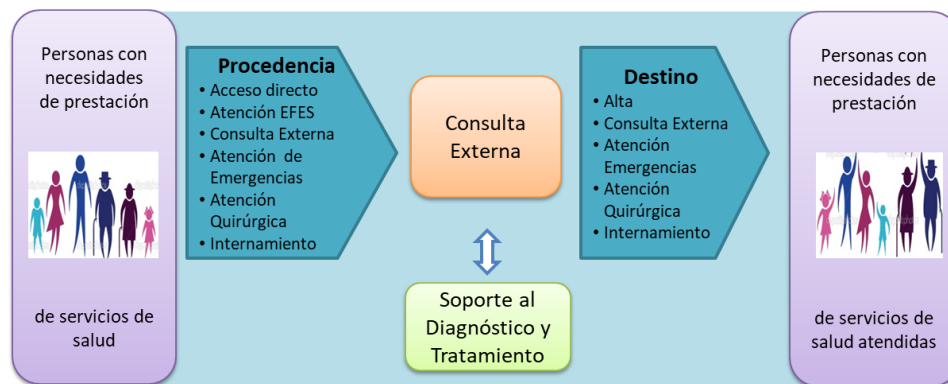 Personas con
necesidades
de prestación
de servicios de
salud
Procedencia
• Acceso directo
• Atención EFES
• Consulta Externa
• Atención de
Emergencias
• Atención
Quirúrgica
• Internamiento
Consulta
Externa
Soporte al
Diagnóstico y
Tratamiento
Destino
• Alta
• Consulta Externa
• Atención
Emergencias
• Atención
Quirúrgica
• Internamiento
Personas con
necesidades de
prestación
de servicios de
salud atendidas